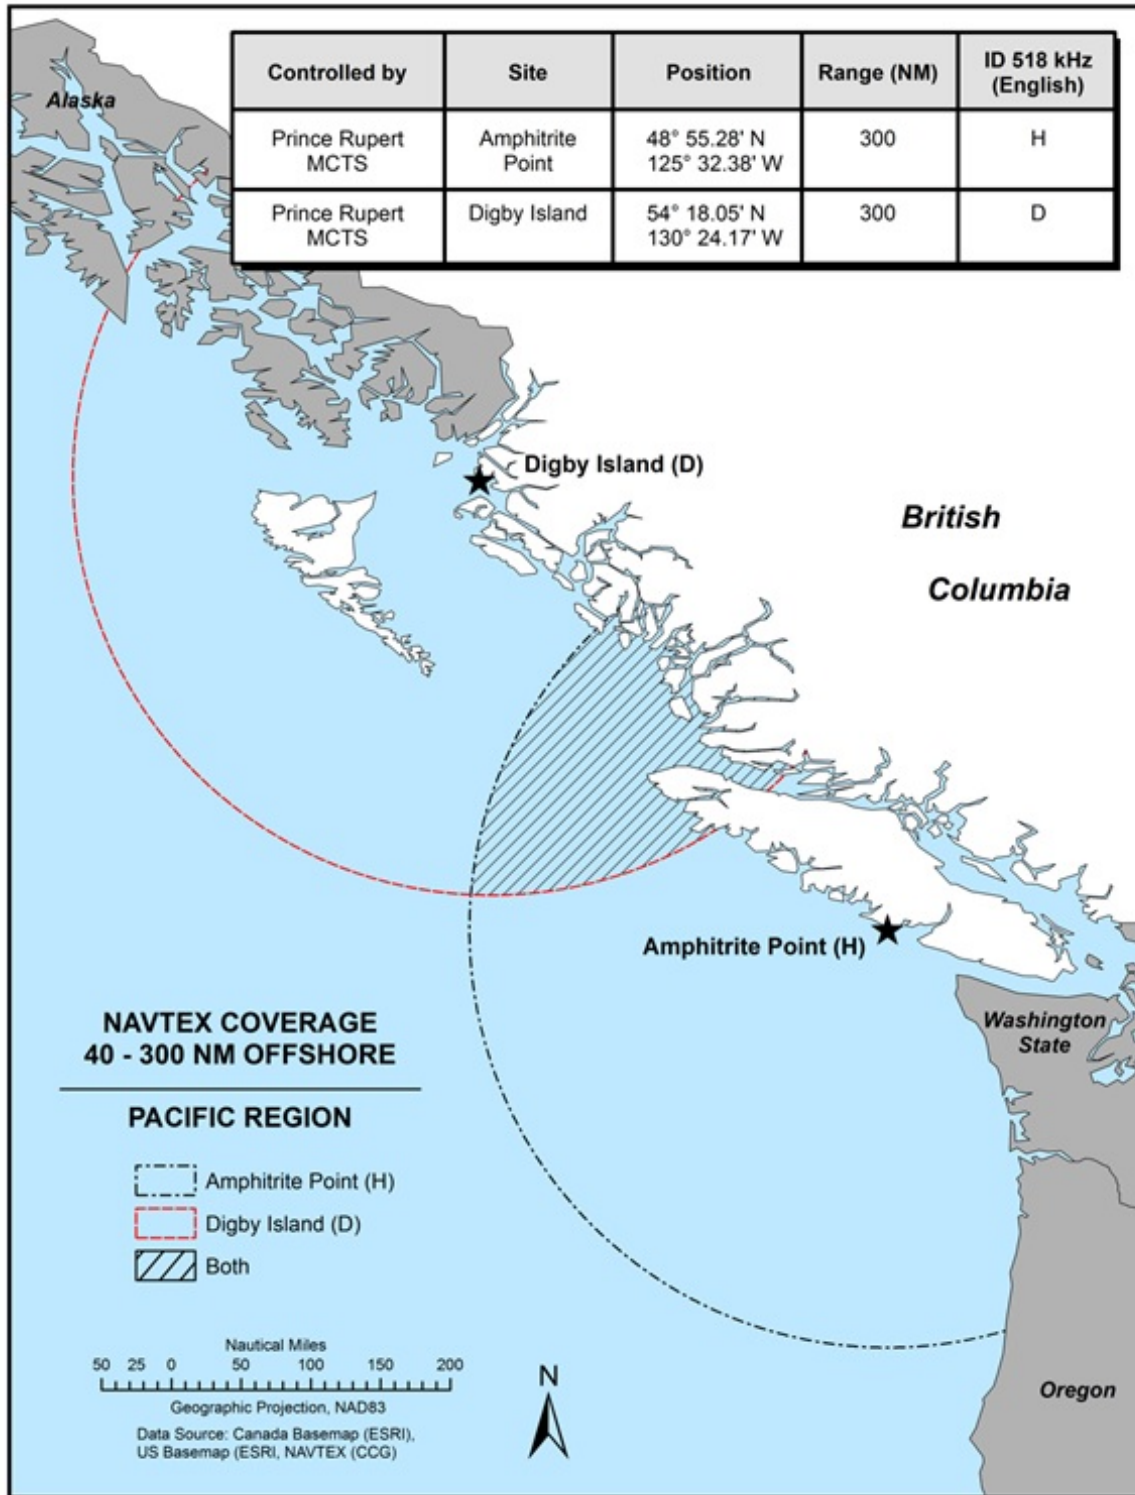 Controlled by Site Position Range (NM) ID 518 kHz
(English)
Prince Rupert Amphitrite 48° 55.28' N 300 H
MCTS Point 125° 32.38' W
Prince Rupert Digby Island 54° 18.05' N 300 D
MCTS 130° 24.17' W
Alaska
Digby Island (D)
British
Columbia
Amphitrite Point (H)
Washington
State
Oregon
NAVTEX COVERAGE
40 - 300 NM OFFSHORE
PACIFIC REGION
Amphitrite Point (H)
Digby Island (D)
Both
Nautical Miles
50 25 0 50 100 150 200
Geographic Projection, NAD83
Data Source: Canada Basemap (ESRI),
US Basemap (ESRI, NAVTEX (CCG)
N